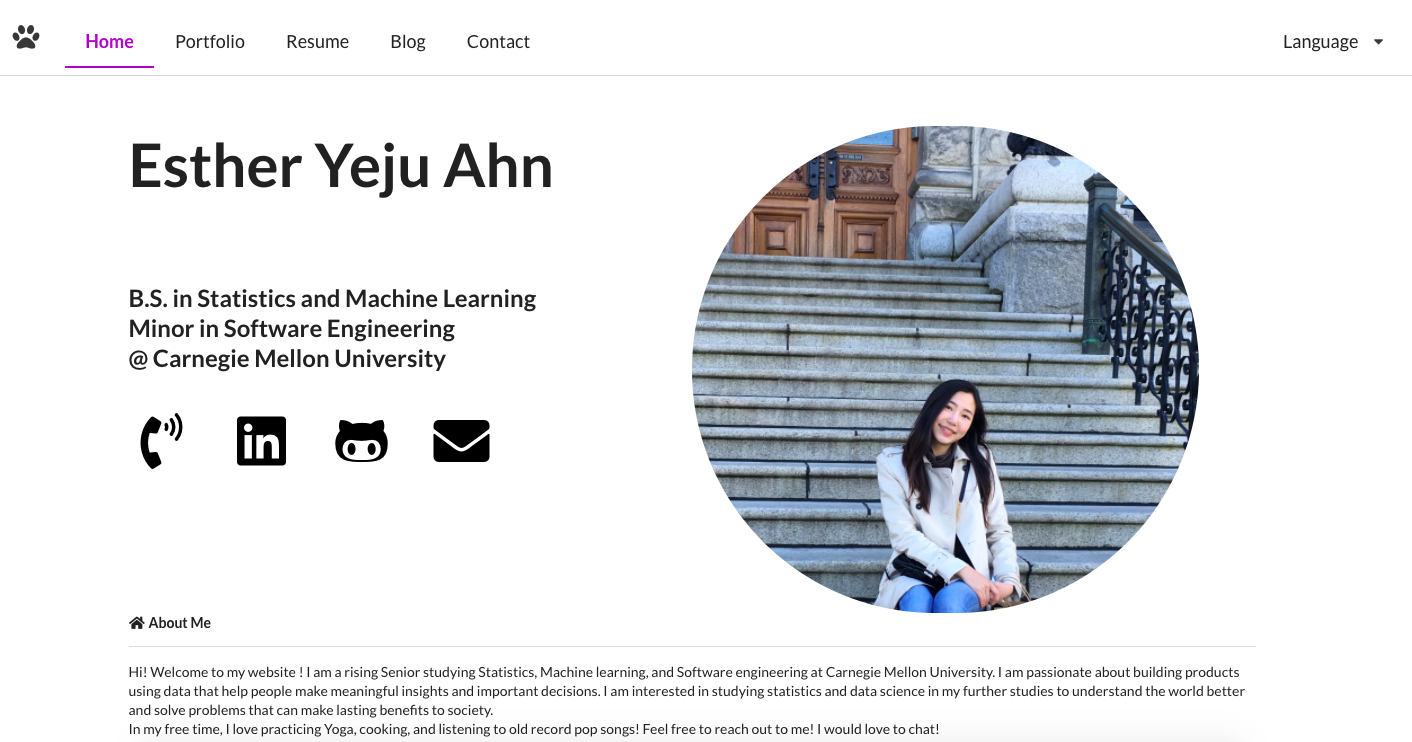 Home Portfolio Resume Blog Contact Language
Esther Yeju Ahn
B.S. in Statistics and Machine Learning
Minor in Software Engineering
@ Carnegie Mellon University
in
About Me
Hi! Welcome to my website ! I am a rising Senior studying Statistics, Machine learning, and Software engineering at Carnegie Mellon University. I am passionate about building products
using data that help people make meaningful insights and important decisions. I am interested in studying statistics and data science in my further studies to understand the world better
and solve problems that can make lasting benefits to society.
In my free time, I love practicing Yoga, cooking, and listening to old record pop songs! Feel free to reach out to me! I would love to chat!